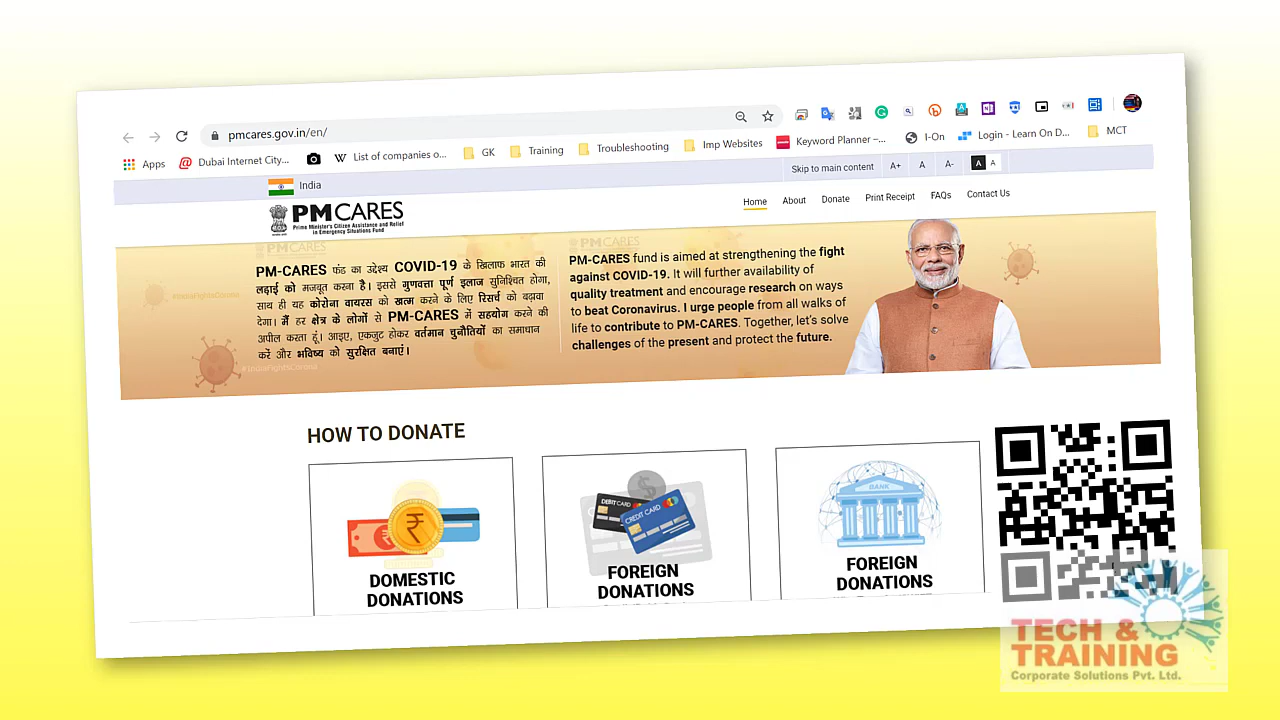 pmcares.gov.in/en/
Apps @ Dubai Internet City... W List of companies o... GK Training Troubleshooting Imp Websites Keyword Planner –... I-On Login - Learn On D... MCT
India
Skip to main content A+ A A- A A
PMCARES
Prime Minister's Citizen Assistance and Relief
in Emergency Situations Fund
Home About Donate Print Receipt FAQs Contact Us
PM-CARES फंड का उद्देश्य COVID-19 के खिलाफ भारत की
लड़ाई को मजबूत करना है। इससे गुणवत्ता पूर्ण इलाज सुनिश्चित होगा,
साथ ही यह कोरोना वायरस को खत्म करने के लिए रिसर्च को बढ़ावा
देगा। मैं हर क्षेत्र के लोगों से PM-CARES में सहयोग करने की
अपील करता हूं। आइए, एकजुट होकर वर्तमान चुनौतियों का समाधान
करें और भविष्य को सुरक्षित बनाएं।
PM-CARES fund is aimed at strengthening the fight
against COVID-19. It will further availability of
quality treatment and encourage research on ways
to beat Coronavirus. I urge people from all walks of
life to contribute to PM-CARES. Together, let's solve
challenges of the present and protect the future.
PMCARES
PMCARES
#IndiaFightsCorona
#IndiaFightsCorona
HOW TO DONATE
DOMESTIC
DONATIONS
DEBIT CARD
CREDIT CARD
FOREIGN
DONATIONS
BANK
FOREIGN
DONATIONS
TECH &
TRAINING
Corporate Solutions Pvt. Ltd.